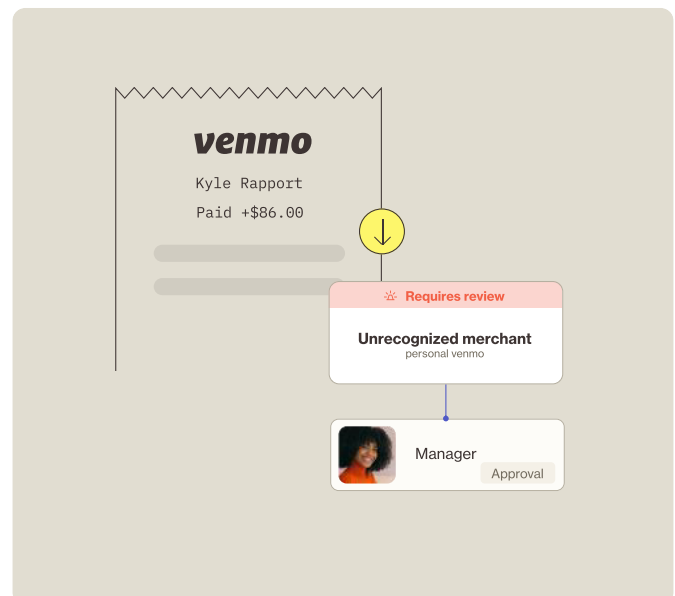 venmo
Kyle Rapport
Paid +$86.00
Requires review
Unrecognized merchant
personal venmo
Manager
Approval